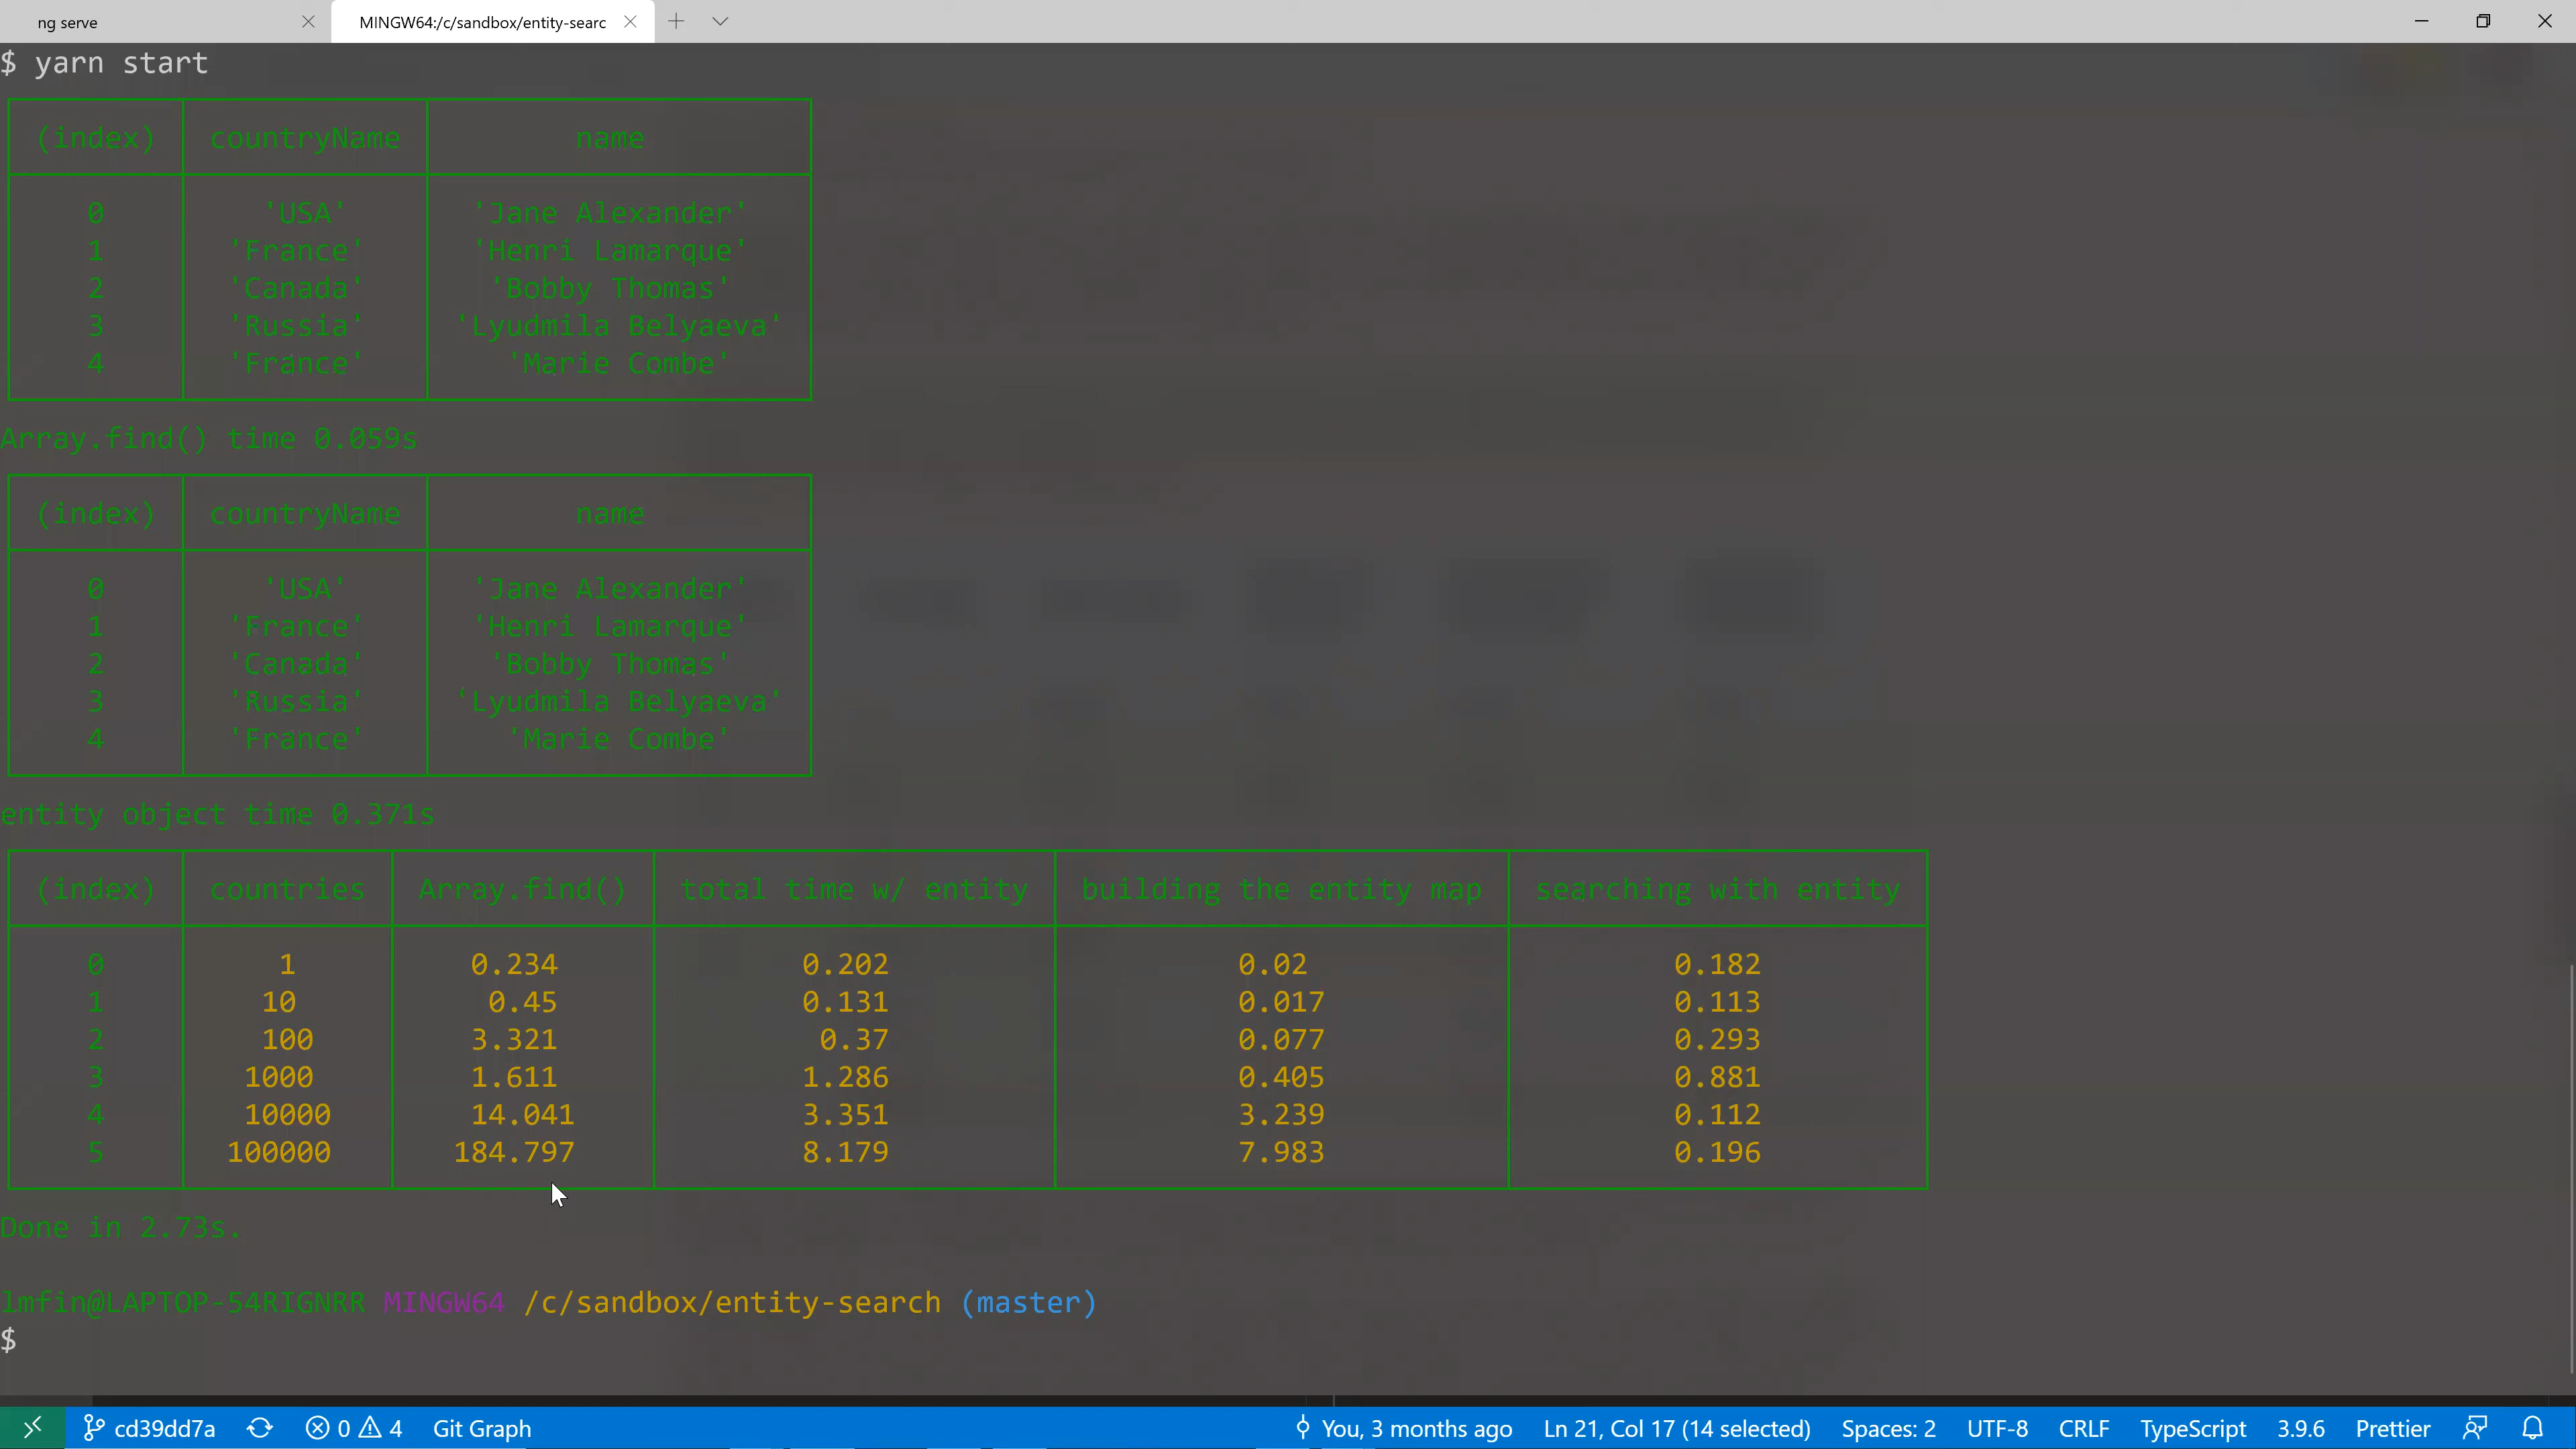 ng serve MINGW64:/c/sandbox/entity-searc
$ yarn start
(index) countryName name
0 'USA' 'Jane Alexander'
1 'France' 'Henri Lamarque'
2 'Canada' 'Bobby Thomas'
3 'Russia' 'Lyudmila Belyaeva'
4 'France' 'Marie Combe'
Array.find() time 0.059s
(index) countryName name
0 'USA' 'Jane Alexander'
1 'France' 'Henri Lamarque'
2 'Canada' 'Bobby Thomas'
3 'Russia' 'Lyudmila Belyaeva'
4 'France' 'Marie Combe'
entity object time 0.371s
(index) countries Array.find() total time w/ entity building the entity map searching with entity
0 1 0.234 0.202 0.02 0.182
1 10 0.45 0.131 0.017 0.113
2 100 3.321 0.37 0.077 0.293
3 1000 1.611 1.286 0.405 0.881
4 10000 14.041 3.351 3.239 0.112
5 100000 184.797 8.179 7.983 0.196
Done in 2.73s.
lmfin@LAPTOP-54RIGNRR MINGW64 /c/sandbox/entity-search (master)
$
cd39dd7a 0 4 Git Graph You, 3 months ago Ln 21, Col 17 (14 selected) Spaces: 2 UTF-8 CRLF TypeScript 3.9.6 Prettier